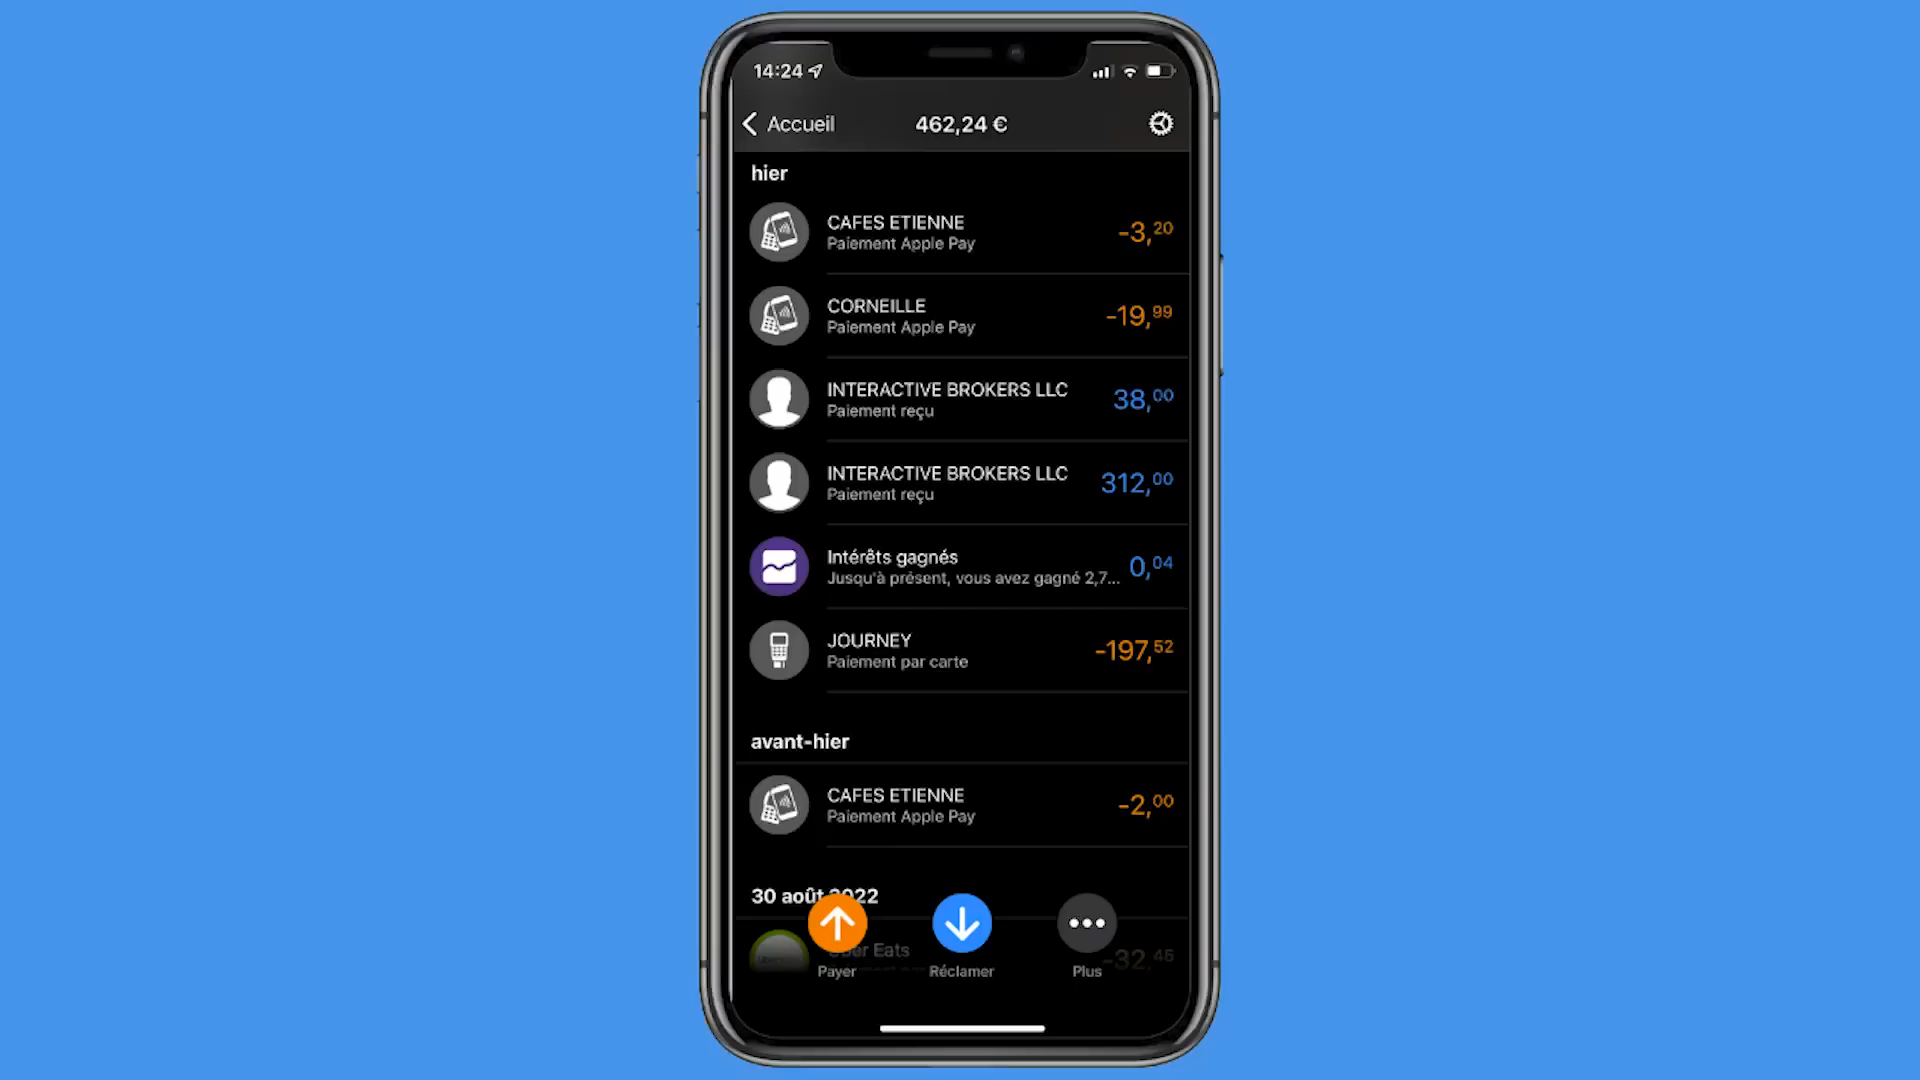 14:24
Accueil
462,24 €
hier
CAFES ETIENNE
Paiement Apple Pay
-3,20
CORNEILLE
Paiement Apple Pay
-19,99
INTERACTIVE BROKERS LLC
Paiement reçu
38,00
INTERACTIVE BROKERS LLC
Paiement reçu
312,00
Intérêts gagnés
Jusqu'à présent, vous avez gagné 2,7...
0,04
JOURNEY
Paiement par carte
-197,52
avant-hier
CAFES ETIENNE
Paiement Apple Pay
-2,00
30 août 2022
Uber Eats
-32,46
Payer
Réclamer
Plus